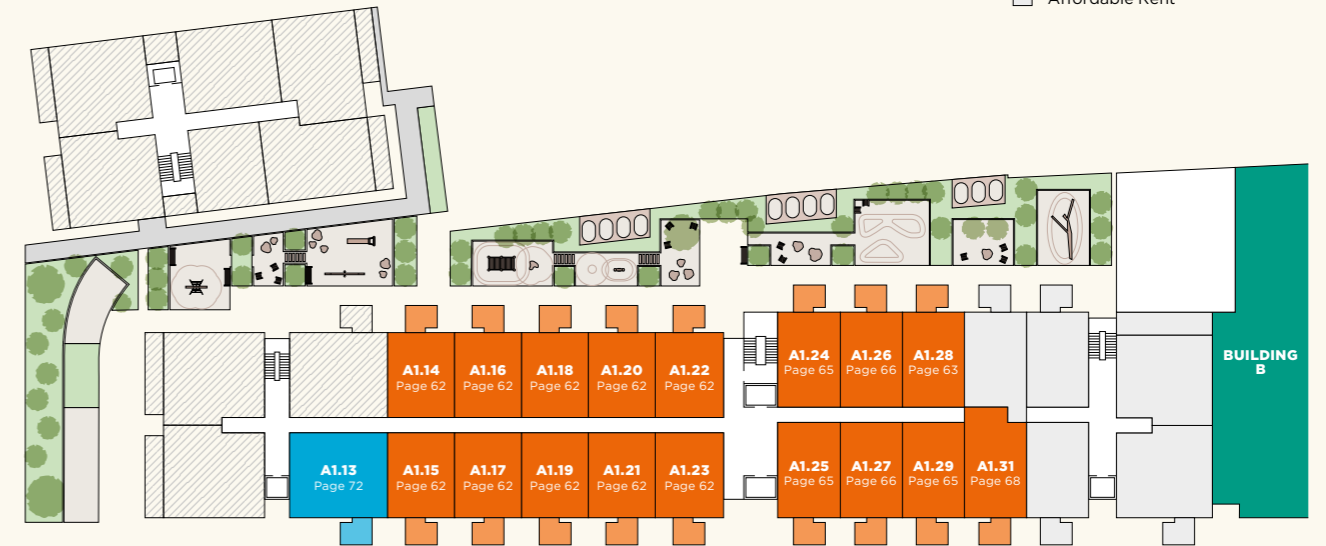 Affordable Rent
A1.14
Page 62
A1.16
Page 62
A1.18
Page 62
A1.20
Page 62
A1.22
Page 62
A1.24
Page 65
A1.26
Page 66
A1.28
Page 63
BUILDING
B
A1.13
Page 72
A1.15
Page 62
A1.17
Page 62
A1.19
Page 62
A1.21
Page 62
A1.23
Page 62
A1.25
Page 65
A1.27
Page 66
A1.29
Page 65
A1.31
Page 68